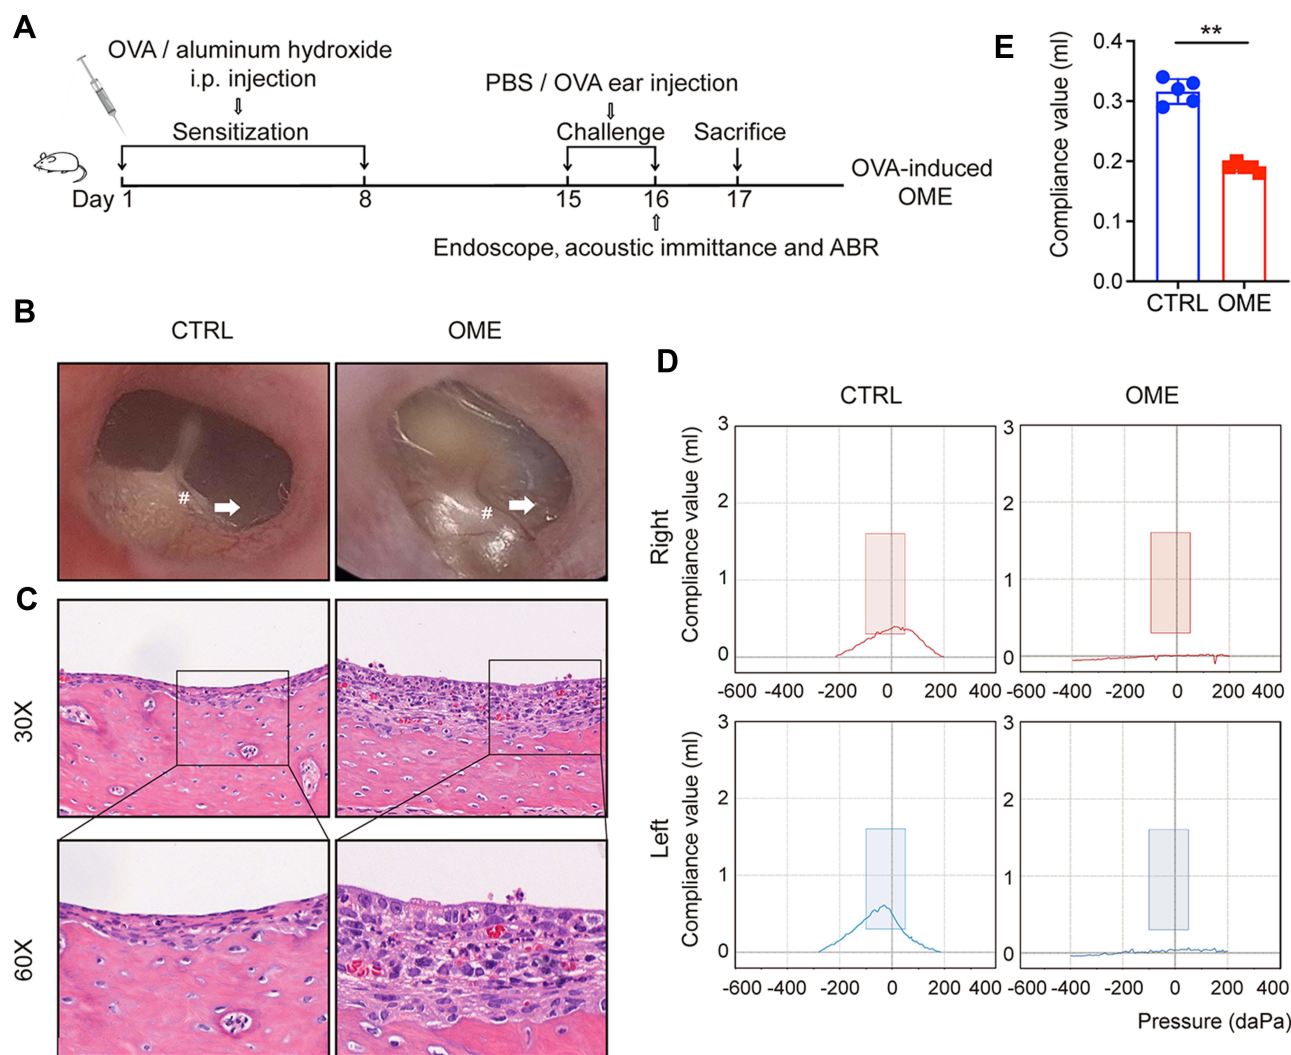 A
OVA / aluminum hydroxide
i.p. injection
Sensitization
PBS / OVA ear injection
Challenge
Sacrifice
Day 1
8
15
16
17
OVA-induced
OME
Endoscope, acoustic immittance and ABR
E
Compliance value (ml)
0.4
0.3
0.2
0.1
0.0
**
CTRL OME
B
CTRL
OME
#
#
C
30X
60X
D
CTRL
OME
Right
Compliance value (ml)
3
2
1
0
-600 -400 -200 0 200 400
3
2
1
0
-600 -400 -200 0 200 400
Left
Compliance value (ml)
3
2
1
0
-600 -400 -200 0 200 400
3
2
1
0
-600 -400 -200 0 200 400
Pressure (daPa)